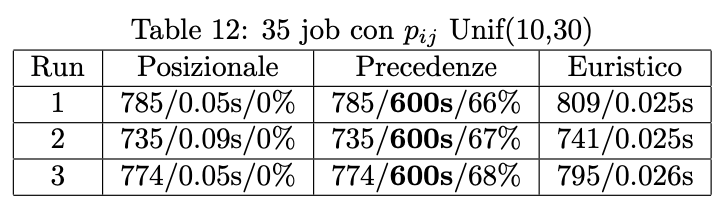 Table 12: 35 job con pij Unif(10,30)
Run Posizionale Precedenze Euristico
1 785/0.05s/0% 785/600s/66% 809/0.025s
2 735/0.09s/0% 735/600s/67% 741/0.025s
3 774/0.05s/0% 774/600s/68% 795/0.026s